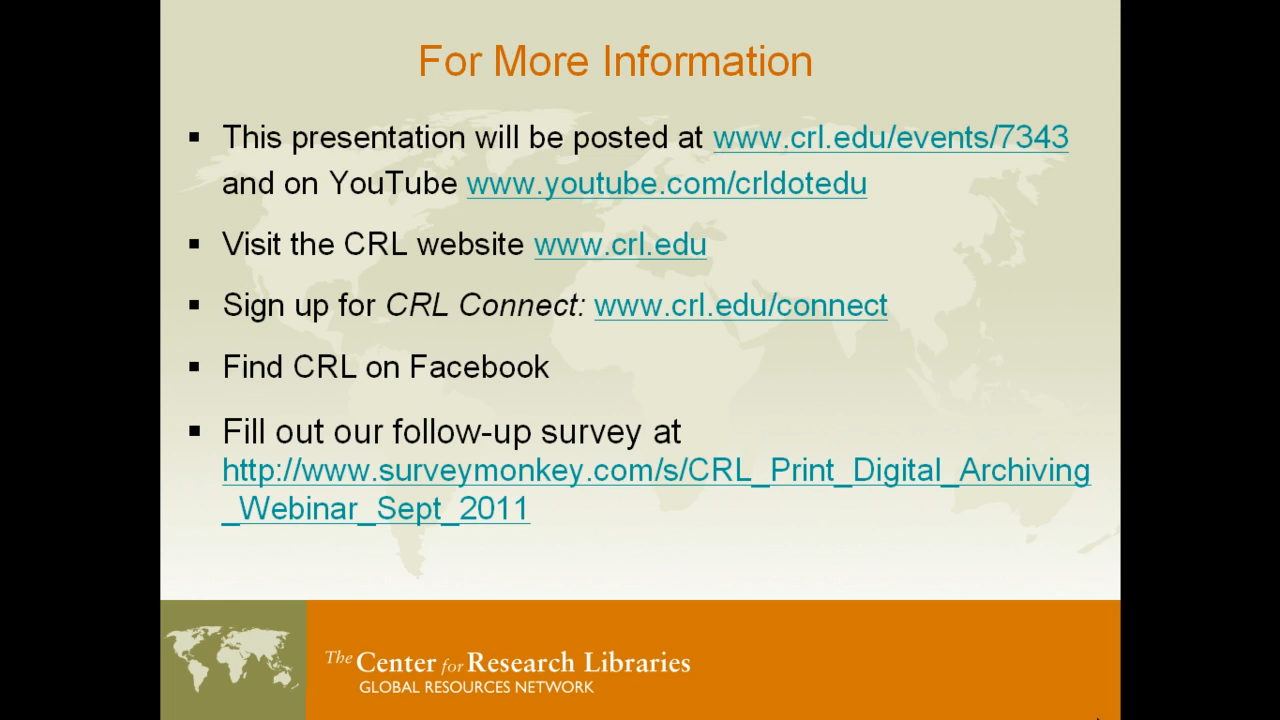 For More Information
▪ This presentation will be posted at www.crl.edu/events/7343
and on YouTube www.youtube.com/crldotedu
▪ Visit the CRL website www.crl.edu
▪ Sign up for CRL Connect: www.crl.edu/connect
▪ Find CRL on Facebook
▪ Fill out our follow-up survey at
http://www.surveymonkey.com/s/CRL_Print_Digital_Archiving
_Webinar_Sept_2011
The Center for Research Libraries
GLOBAL RESOURCES NETWORK